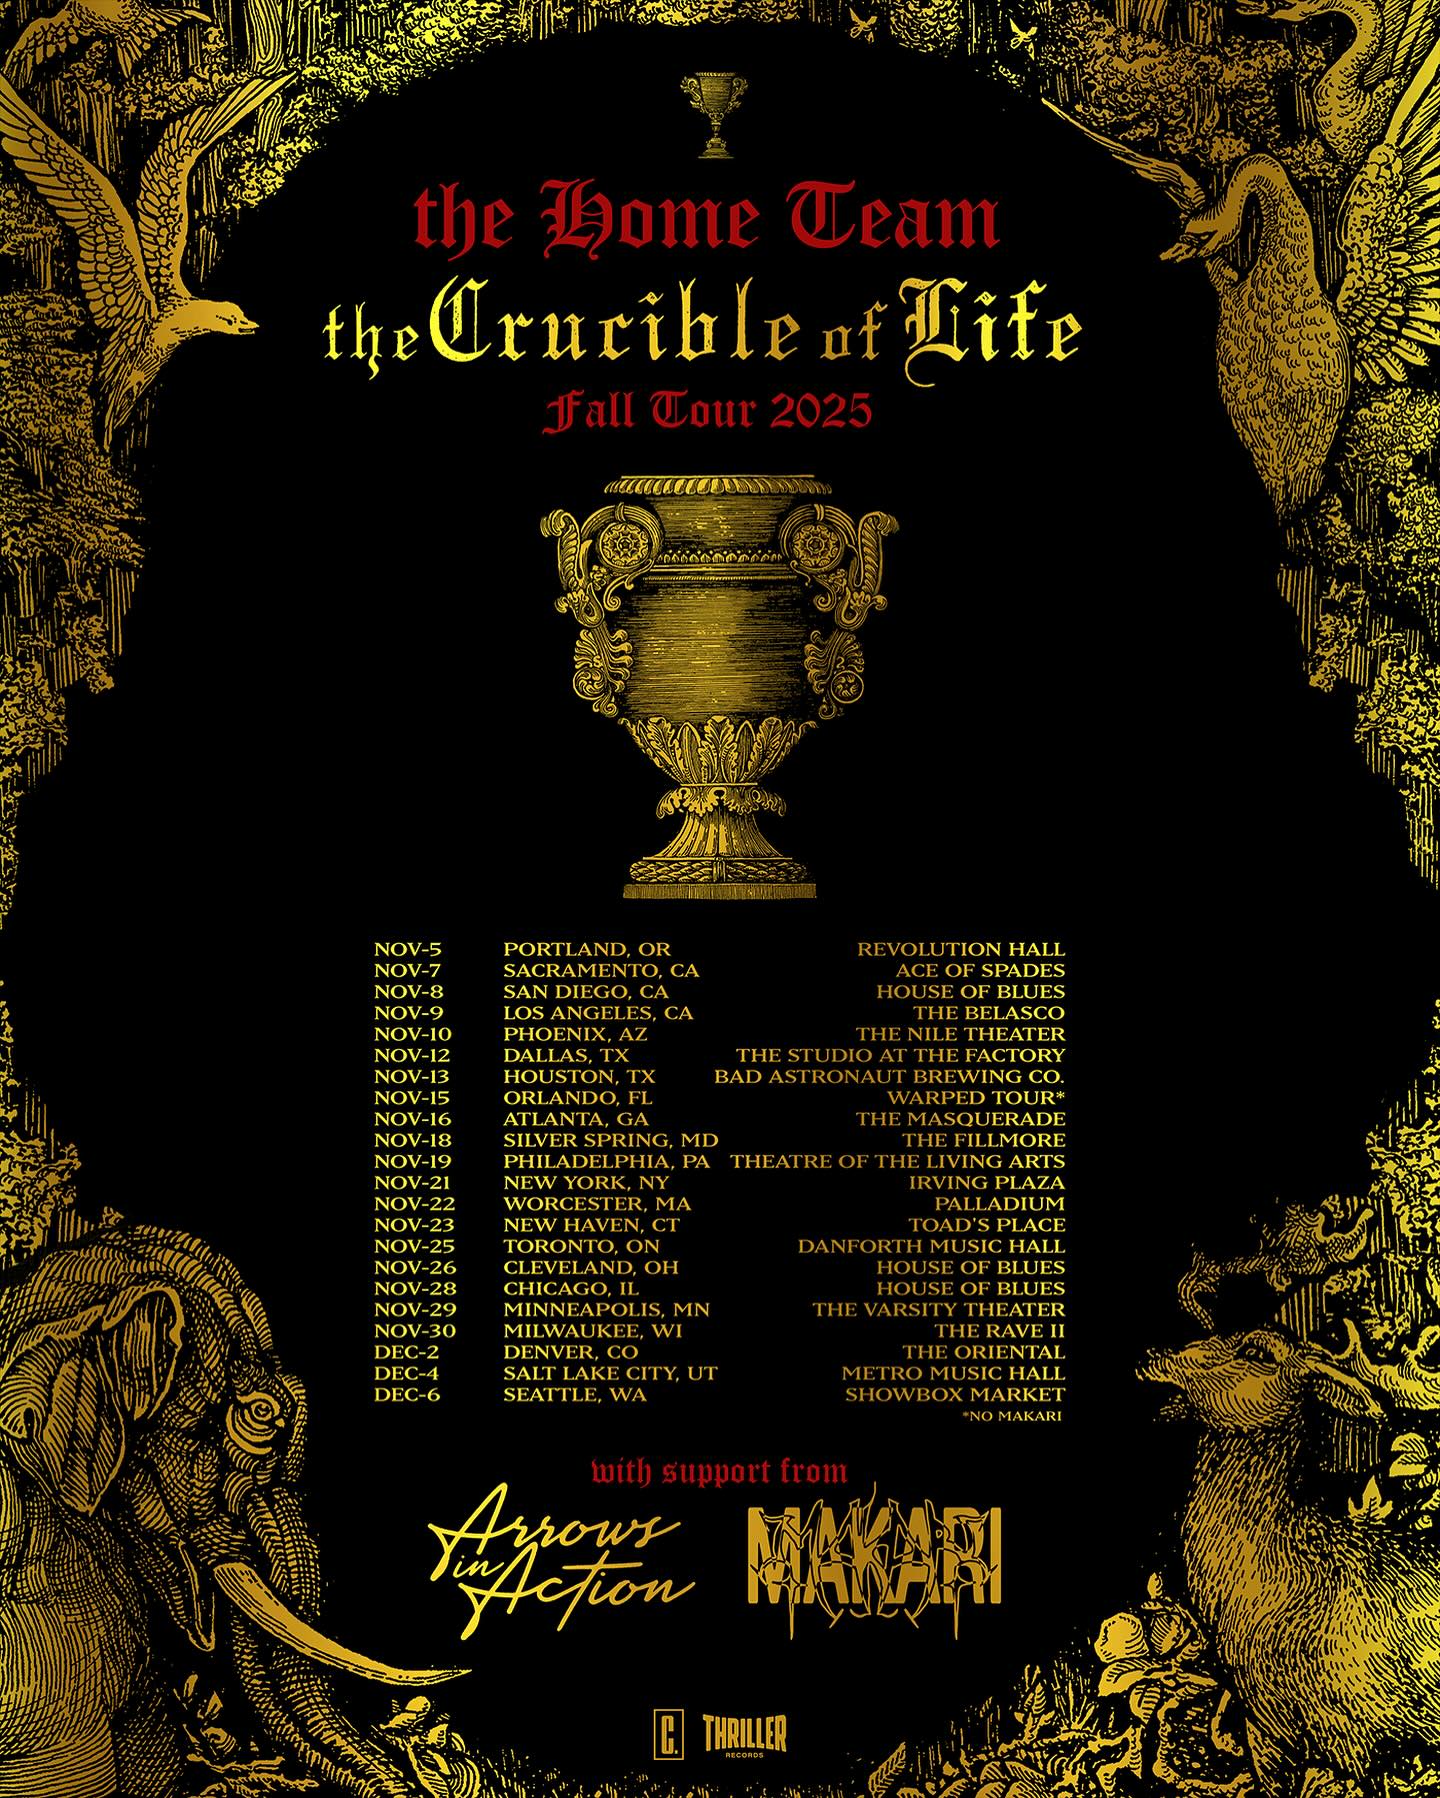 the Home Team
the Crucible of Life
Fall Tour 2025
NOV-5 PORTLAND, OR REVOLUTION HALL
NOV-7 SACRAMENTO, CA ACE OF SPADES
NOV-8 SAN DIEGO, CA HOUSE OF BLUES
NOV-9 LOS ANGELES, CA THE BELASCO
NOV-10 PHOENIX, AZ THE NILE THEATER
NOV-12 DALLAS, TX THE STUDIO AT THE FACTORY
NOV-13 HOUSTON, TX BAD ASTRONAUT BREWING CO.
NOV-15 ORLANDO, FL WARPED TOUR*
NOV-16 ATLANTA, GA THE MASQUERADE
NOV-18 SILVER SPRING, MD THE FILLMORE
NOV-19 PHILADELPHIA, PA THEATRE OF THE LIVING ARTS
NOV-21 NEW YORK, NY IRVING PLAZA
NOV-22 WORCESTER, MA PALLADIUM
NOV-23 NEW HAVEN, CT TOAD'S PLACE
NOV-25 TORONTO, ON DANFORTH MUSIC HALL
NOV-26 CLEVELAND, OH HOUSE OF BLUES
NOV-28 CHICAGO, IL HOUSE OF BLUES
NOV-29 MINNEAPOLIS, MN THE VARSITY THEATER
NOV-30 MILWAUKEE, WI THE RAVE II
DEC-2 DENVER, CO THE ORIENTAL
DEC-4 SALT LAKE CITY, UT METRO MUSIC HALL
DEC-6 SEATTLE, WA SHOWBOX MARKET
*NO MAKARI
with support from
Arrows in Action
MAKARI
C.
THRILLER
RECORDS